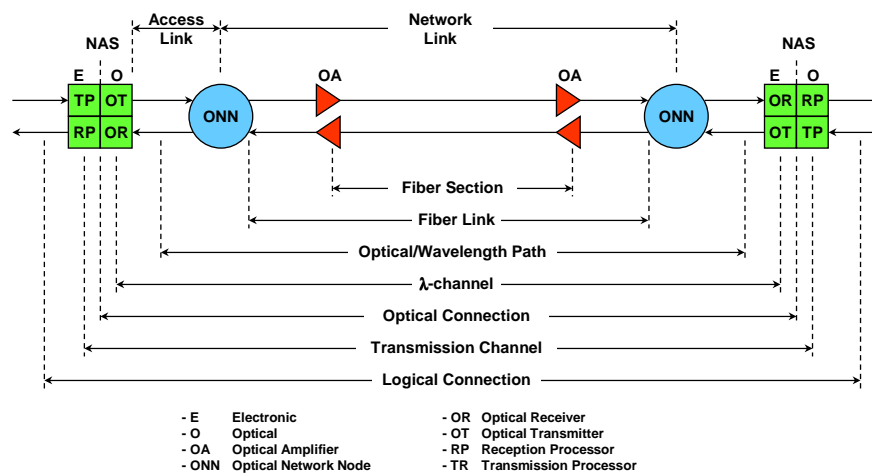 Access Link
Network Link
NAS
NAS
E O
OA
OA
E O
TP OT
ONN
ONN
OR RP
RP OR
OT TP
Fiber Section
Fiber Link
Optical/Wavelength Path
λ-channel
Optical Connection
Transmission Channel
Logical Connection
- E Electronic
- O Optical
- OA Optical Amplifier
- ONN Optical Network Node
- OR Optical Receiver
- OT Optical Transmitter
- RP Reception Processor
- TR Transmission Processor